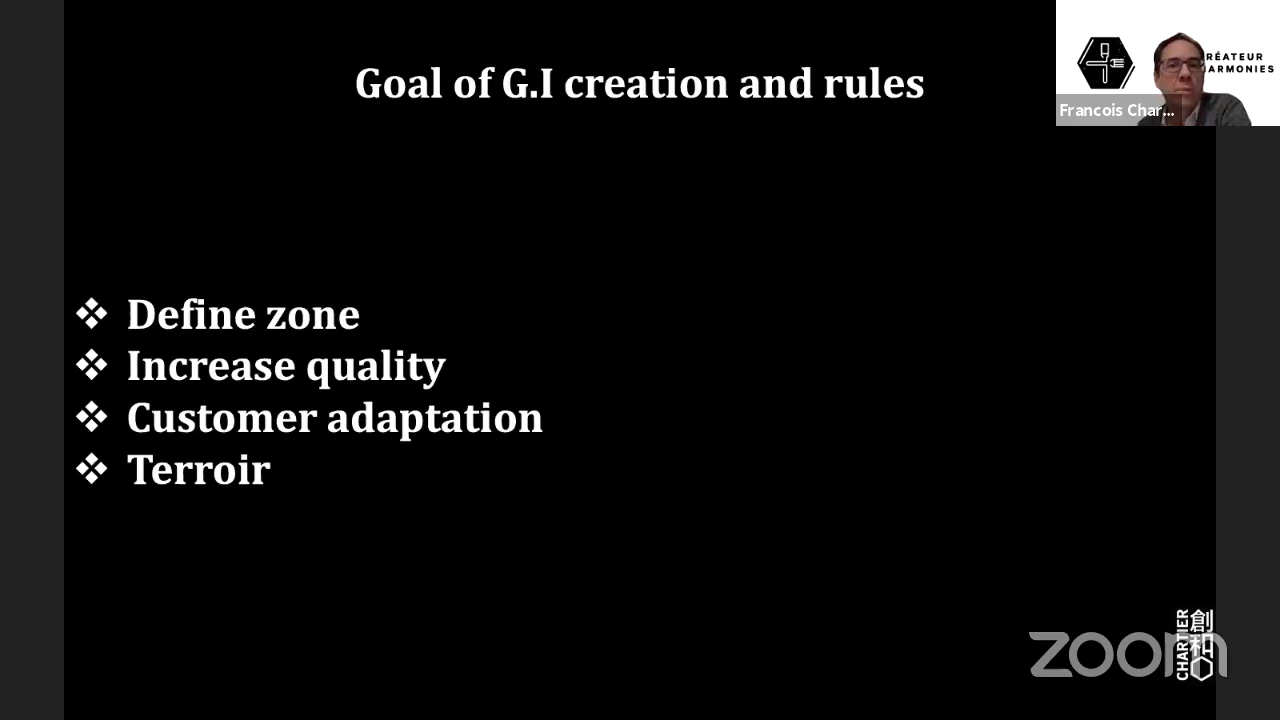 Goal of G.I creation and rules
RÉATEUR
ARMONIES
Francois Char...
❖ Define zone
❖ Increase quality
❖ Customer adaptation
❖ Terroir
zoom
CHARTIER
創和